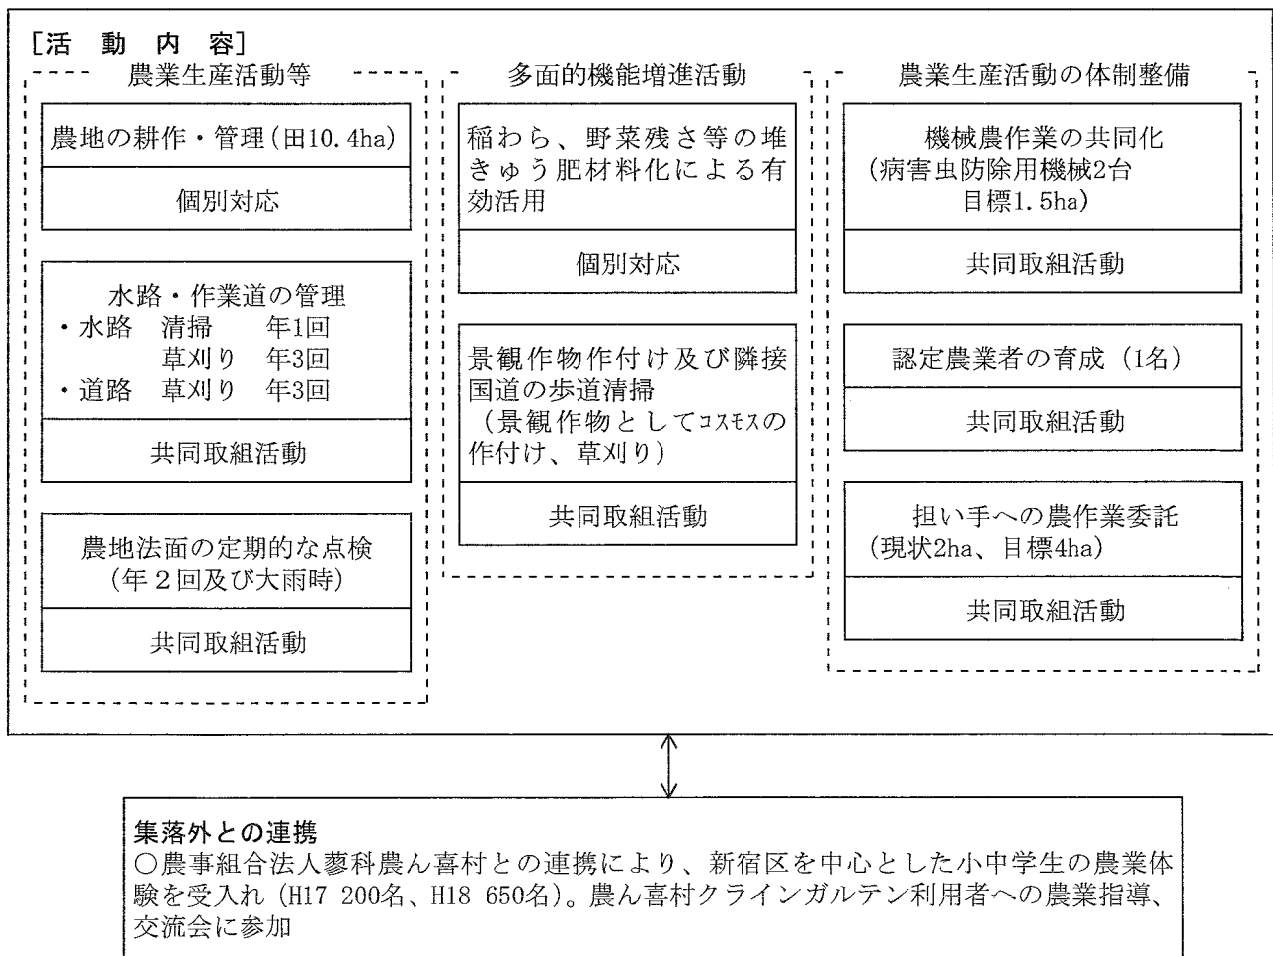 [活　動　内　容]
農業生産活動等
農地の耕作・管理(田10.4ha)
個別対応
水路・作業道の管理
・水路　清掃　　年1回
草刈り　年3回
・道路　草刈り　年3回
共同取組活動
農地法面の定期的な点検
(年２回及び大雨時)
共同取組活動
多面的機能増進活動
稲わら、野菜残さ等の堆
きゅう肥材料化による有
効活用
個別対応
景観作物作付け及び隣接
国道の歩道清掃
（景観作物としてｺｽﾓｽの
作付け、草刈り）
共同取組活動
農業生産活動の体制整備
機械農作業の共同化
(病害虫防除用機械2台
目標1.5ha)
共同取組活動
認定農業者の育成（1名）
共同取組活動
担い手への農作業委託
(現状2ha、目標4ha)
共同取組活動
集落外との連携
○農事組合法人蓼科農ん喜村との連携により、新宿区を中心とした小中学生の農業体
験を受入れ（H17 200名、H18 650名）。農ん喜村クラインガルテン利用者への農業指導、
交流会に参加